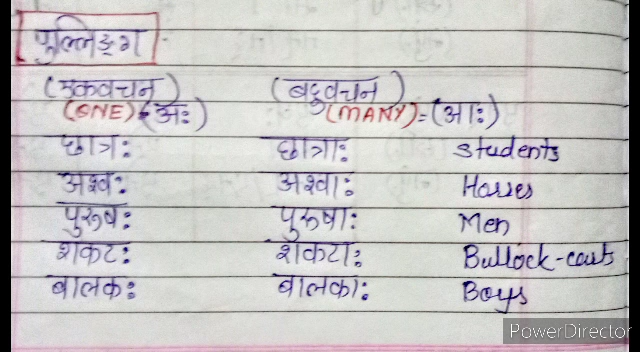 पुल्लिङ्ग :
(एकवचन) (बहुवचन)
(ONE) (अः) (MANY)=(आः)
छात्रः छात्राः students
अश्वः अश्वाः Horses
पुरूषः पुरूषाः Men
शकटः शकटाः Bullock-carts
बालकः बालकाः Boys
PowerDirector